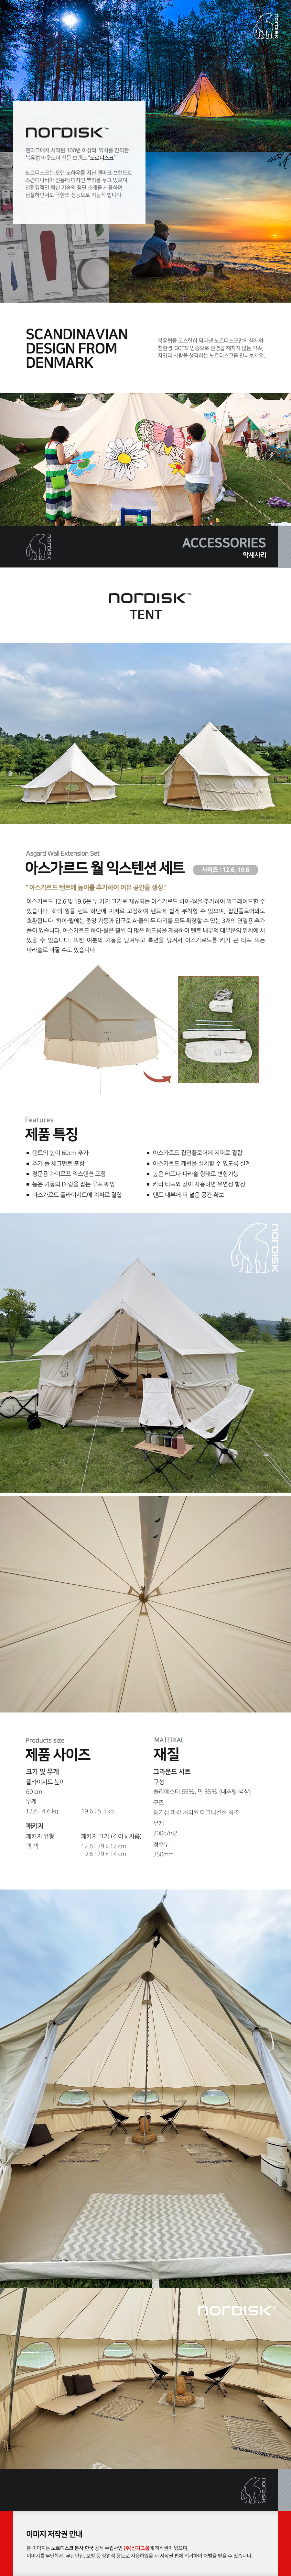 NORDISK
NORDISK™
덴마크에서 시작된 100년 이상의 역사를 간직한
북유럽 아웃도어 전문 브랜드 "노르디스크"
노르디스크는 오랜 노하우를 지닌 덴마크 브랜드로
스칸디나비아 전통에 디자인 뿌리를 두고 있으며,
친환경적인 혁신 기술의 첨단 소재를 사용하여
심플하면서도 극한의 성능으로 기능적 입니다.
SCANDINAVIAN
DESIGN FROM
DENMARK
북유럽을 고스란히 담아낸 노르디스크만의 색채와
친환경 'GOTS' 인증으로 환경을 해치지 않는 약속,
자연과 사람을 생각하는 노르디스크를 만나보세요.
NORDISK
ACCESSORIES
악세사리
NORDISK™
TENT
Asgard Wall Extension Set
아스가르드 월 익스텐션 세트
사이즈 : 12.6, 19.6
" 아스가르드 텐트에 높이를 추가하여 여유 공간을 생성 "
아스가르드 12.6 및 19.6은 두 가지 크기로 제공되는 아스가르드 하이-월을 추가하여 업그레이드할 수
있습니다. 하이-월을 텐트 하단에 지퍼로 고정하여 텐트에 쉽게 부착할 수 있으며, 집인플로어와도
호환됩니다. 하이-월에는 중앙 기둥과 입구의 A-폴의 두 다리를 모두 확장할 수 있는 3개의 연결용 추가
폴이 있습니다. 아스가르드 하이-월은 훨씬 더 많은 헤드룸을 제공하여 텐트 내부의 대부분의 위치에 서
있을 수 있습니다. 또한 여분의 기둥을 남겨두고 측면을 당겨서 아스가르드를 키가 큰 타프 또는
파라솔로 바꿀 수도 있습니다.
Features
제품 특징
■ 텐트의 높이 60cm 추가
■ 추가 폴 세그먼트 포함
■ 경운용 가이로프 익스텐션 포함
■ 높은 기둥의 D-링을 잡는 루프 웨빙
■ 아스가르드 플라이시트에 지퍼로 결합
■ 아스가르드 집인플로어에 지퍼로 결합
■ 아스가르드 캐빈을 설치할 수 있도록 설계
■ 높은 타프나 파라솔 형태로 변형가능
■ 카리 타프와 같이 사용하면 유연성 향상
■ 텐트 내부에 더 넓은 공간 확보
NORDISK
Products size
제품 사이즈
크기 및 무게
플라이시트 높이
60 cm
무게
12.6 : 4.6 kg
19.6 : 5.3 kg
패키지
패키지 유형
팩 색
패키지 크기 (길이 x 지름)
12.6 : 79 x 12 cm
19.6 : 79 x 14 cm
MATERIAL
재질
그라운드 시트
구성
폴리에스터 65%, 면 35% (내추럴 색상)
구조
통기성 마감 처리된 테크니컬한 직조
무게
200g/m2
정수두
350mm
NORDISK™
NORDISK
이미지 저작권 안내
본 이미지는 노르디스크 본사 한국 공식 수입사인 (주)선기그룹에 저작권이 있으며,
이미지를 무단복제, 무단편집, 모방 등 상업적 용도로 사용하였을 시 저작권 법에 의거하여 처벌을 받을 수 있습니다.